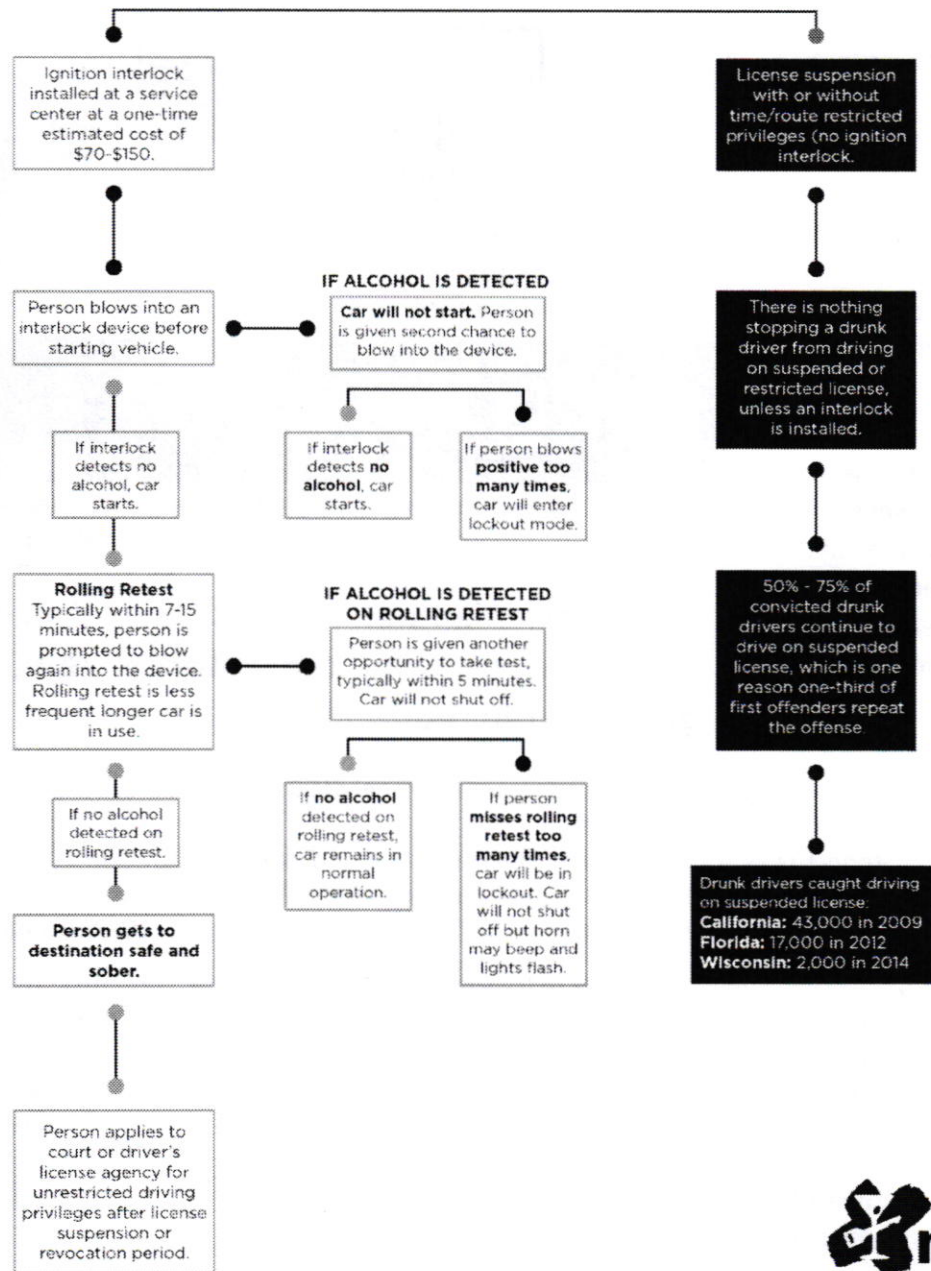 Ignition interlock
installed at a service
center at a one-time
estimated cost of
$70-$150.
License suspension
with or without
time/route restricted
privileges (no ignition
interlock.
Person blows into an
interlock device before
starting vehicle.
IF ALCOHOL IS DETECTED
Car will not start. Person
is given second chance to
blow into the device.
There is nothing
stopping a drunk
driver from driving
on suspended or
restricted license,
unless an interlock
is installed.
If interlock
detects no
alcohol, car
starts.
If interlock
detects no
alcohol, car
starts.
If person blows
positive too
many times,
car will enter
lockout mode.
Rolling Retest
Typically within 7-15
minutes, person is
prompted to blow
again into the device.
Rolling retest is less
frequent longer car is
in use.
IF ALCOHOL IS DETECTED
ON ROLLING RETEST
Person is given another
opportunity to take test,
typically within 5 minutes.
Car will not shut off.
50% - 75% of
convicted drunk
drivers continue to
drive on suspended
license, which is one
reason one-third of
first offenders repeat
the offense.
If no alcohol
detected on
rolling retest.
If no alcohol
detected on
rolling retest,
car remains in
normal
operation.
If person
misses rolling
retest too
many times,
car will be in
lockout. Car
will not shut
off but horn
may beep and
lights flash.
Drunk drivers caught driving
on suspended license:
California: 43,000 in 2009
Florida: 17,000 in 2012
Wisconsin: 2,000 in 2014
Person gets to
destination safe and
sober.
Person applies to
court or driver's
license agency for
unrestricted driving
privileges after license
suspension or
revocation period.